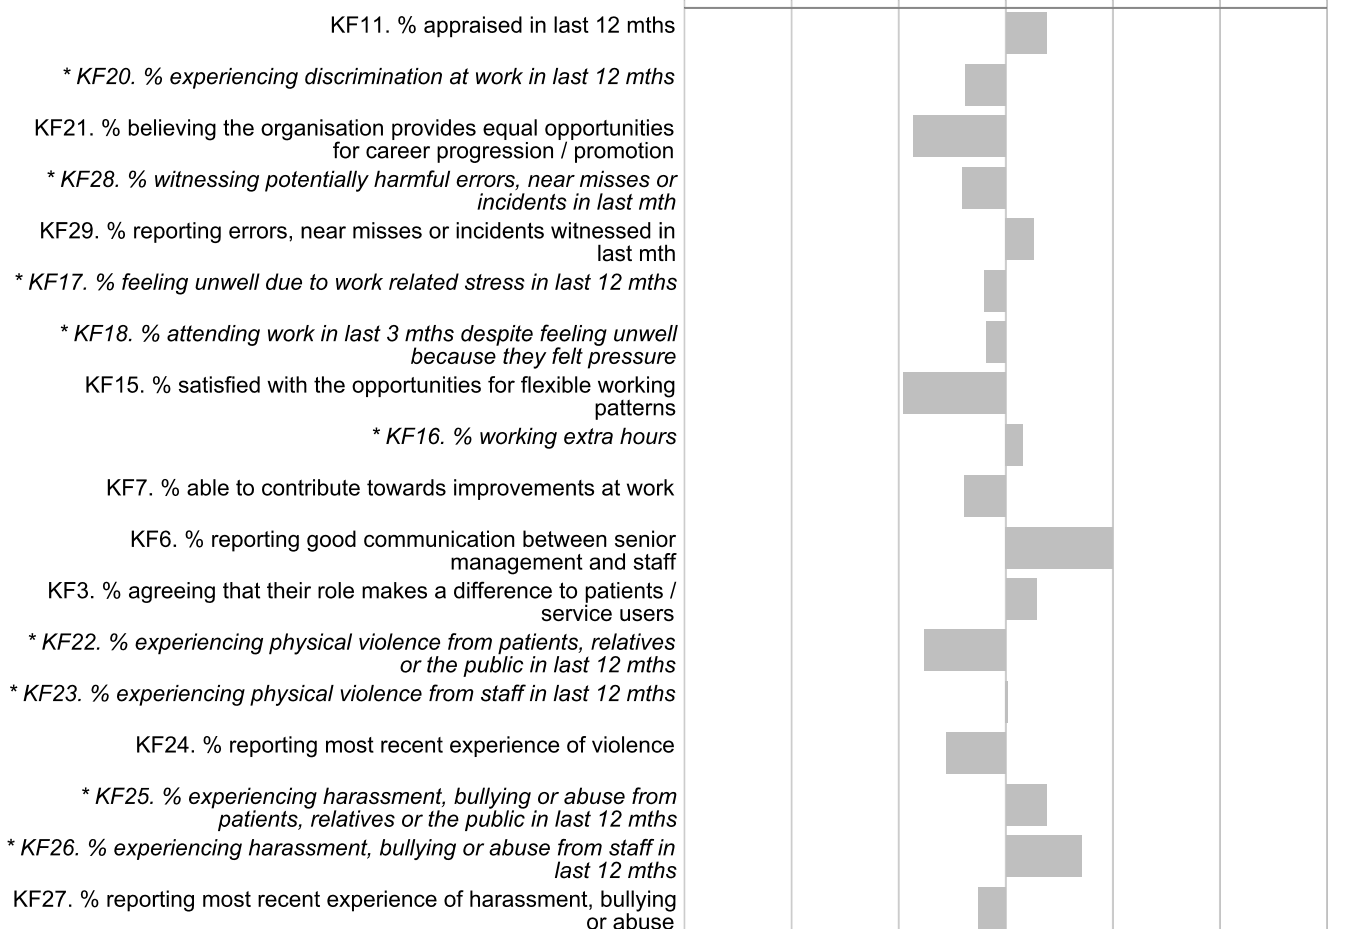 KF11. % appraised in last 12 mths
* KF20. % experiencing discrimination at work in last 12 mths
KF21. % believing the organisation provides equal opportunities
for career progression / promotion
* KF28. % witnessing potentially harmful errors, near misses or
incidents in last mth
KF29. % reporting errors, near misses or incidents witnessed in
last mth
* KF17. % feeling unwell due to work related stress in last 12 mths
* KF18. % attending work in last 3 mths despite feeling unwell
because they felt pressure
KF15. % satisfied with the opportunities for flexible working
patterns
* KF16. % working extra hours
KF7. % able to contribute towards improvements at work
KF6. % reporting good communication between senior
management and staff
KF3. % agreeing that their role makes a difference to patients /
service users
* KF22. % experiencing physical violence from patients, relatives
or the public in last 12 mths
* KF23. % experiencing physical violence from staff in last 12 mths
KF24. % reporting most recent experience of violence
* KF25. % experiencing harassment, bullying or abuse from
patients, relatives or the public in last 12 mths
* KF26. % experiencing harassment, bullying or abuse from staff in
last 12 mths
KF27. % reporting most recent experience of harassment, bullying
or abuse